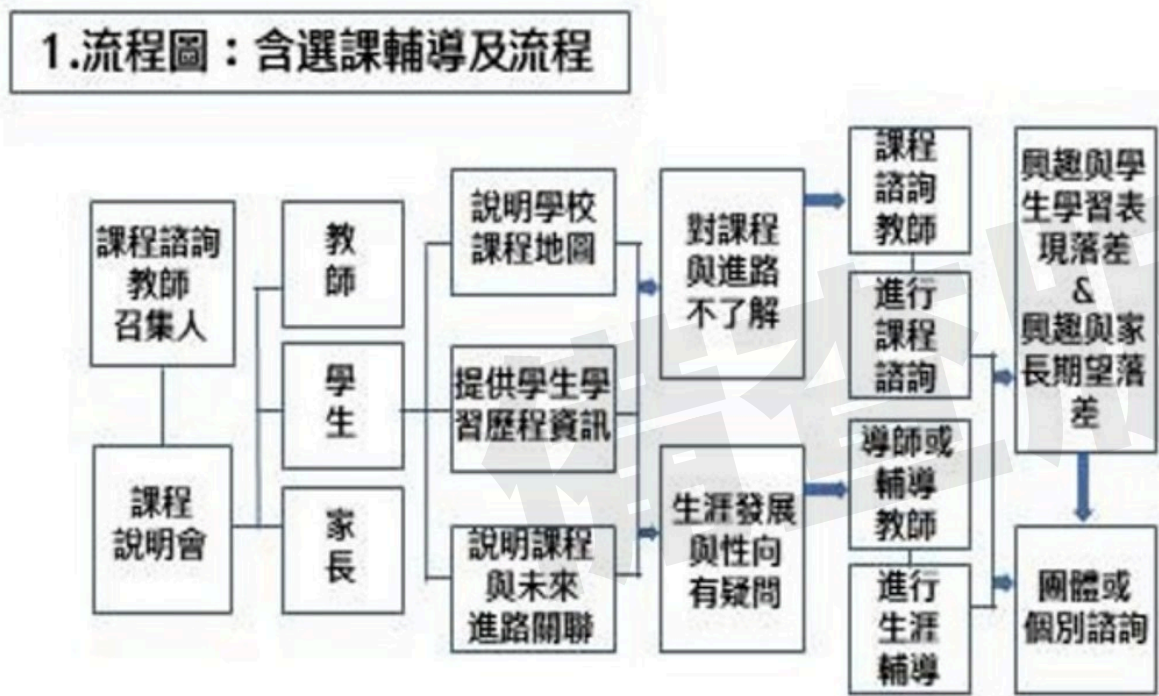 1.流程圖：含選課輔導及流程
課程諮詢
教師
召集人
課程
說明會
教
師
學
生
家
長
說明學校
課程地圖
提供學生學
習歷程資訊
說明課程
與未來
進路關聯
對課程
與進路
不了解
生涯發展
與性向
有疑問
課程
諮詢
教師
進行
課程
諮詢
導師或
輔導
教師
進行
生涯
輔導
興趣與學
生學習表
現落差
&
興趣與家
長期望落
差
團體或
個別諮詢
備查版